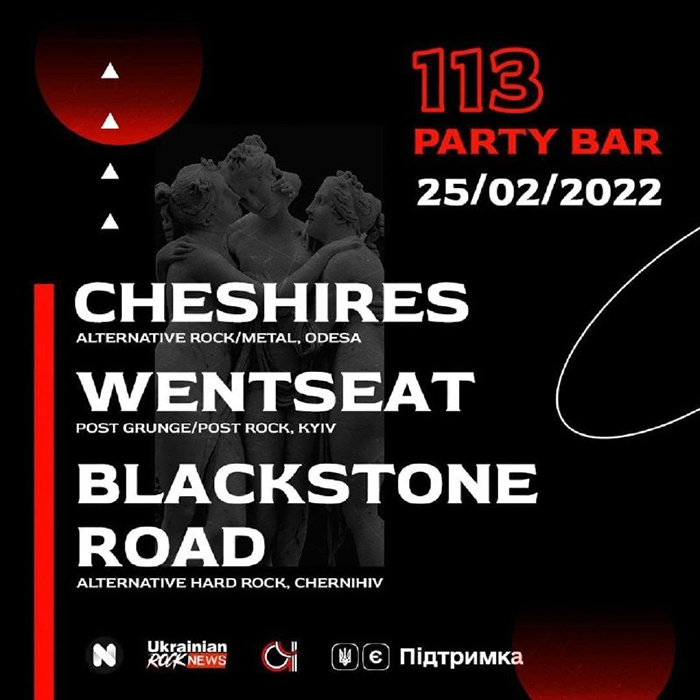 113
PARTY BAR
25/02/2022
CHESHIRES
ALTERNATIVE ROCK/METAL, ODESA
WENTSEAT
POST GRUNGE/POST ROCK, KYIV
BLACKSTONE
ROAD
ALTERNATIVE HARD ROCK, CHERNIHIV
N
Ukrainian
ROCK NEWS
Є Підтримка